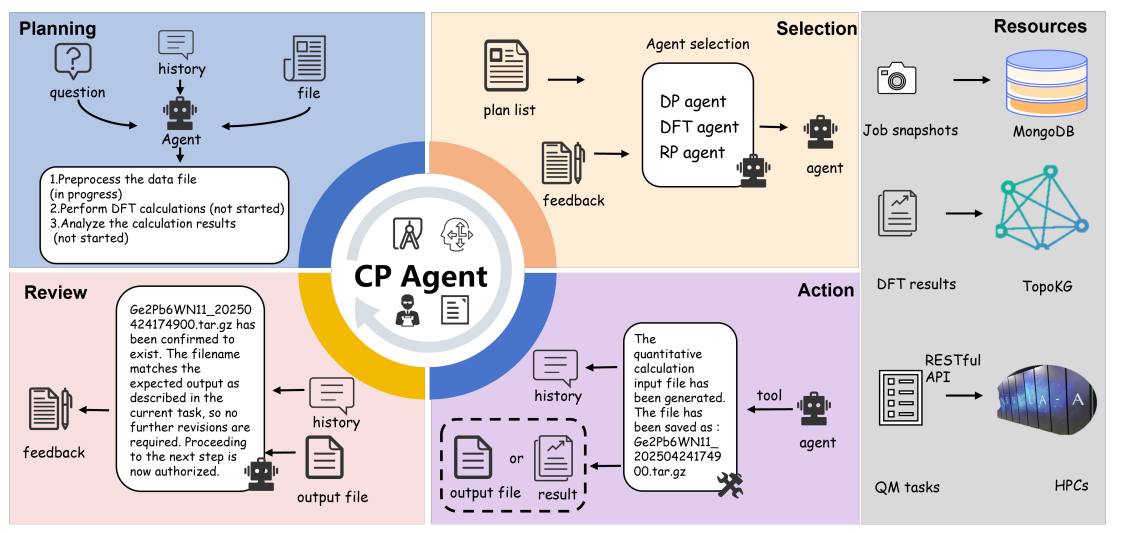 Planning
question
history
file
Agent
1.Preprocess the data file
(in progress)
2.Perform DFT calculations (not started)
3.Analyze the calculation results
(not started)
Selection
plan list
feedback
Agent selection
DP agent
DFT agent
RP agent
agent
Resources
Job snapshots
MongoDB
DFT results
TopoKG
RESTful
API
QM tasks
HPCs
CP Agent
Review
Ge2Pb6WN11_20250
424174900.tar.gz has
been confirmed to
exist. The filename
matches the
expected output as
described in the
current task, so no
further revisions are
required. Proceeding
to the next step is
now authorized.
feedback
history
output file
Action
history
output file
or
result
The
quantitative
calculation
input file has
been generated.
The file has
been saved as :
Ge2Pb6WN11_
202504241749
00.tar.gz
tool
agent